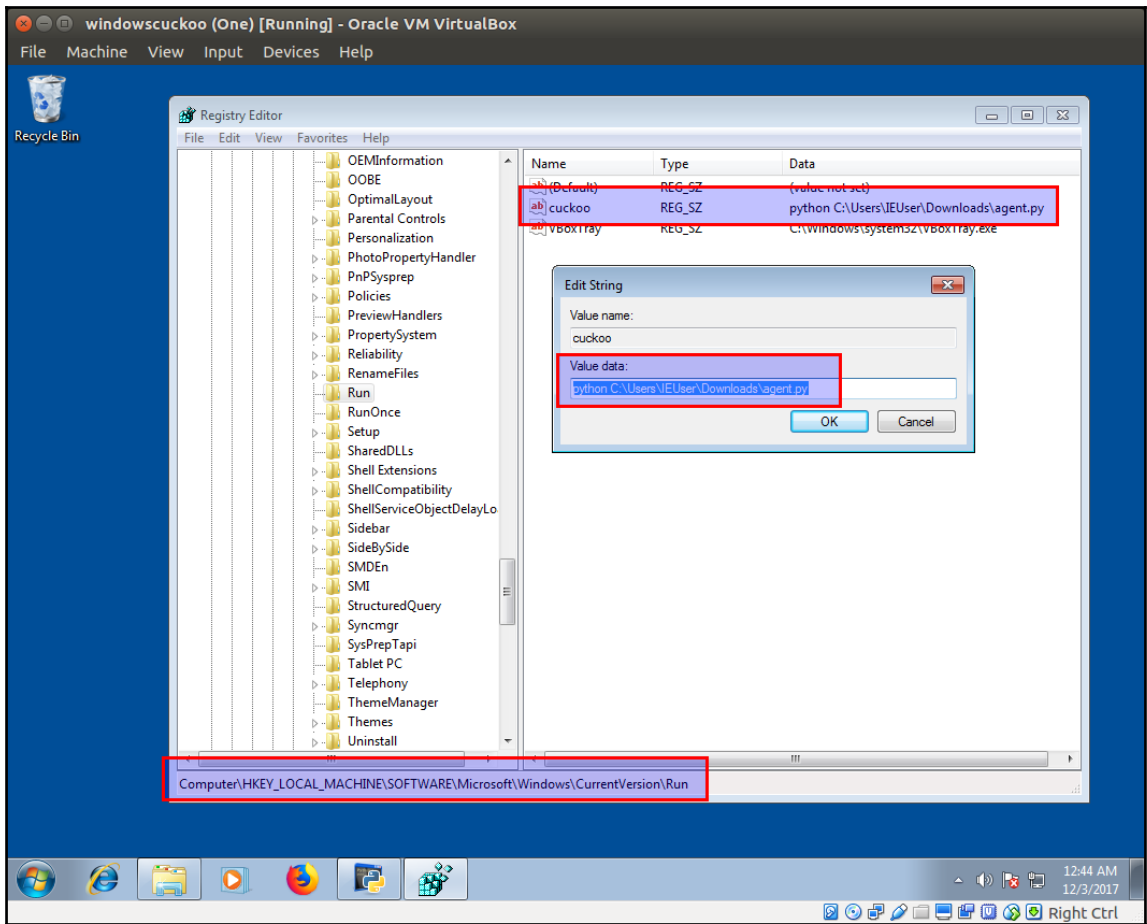 windowscuckoo (One) [Running] - Oracle VM VirtualBox
File Machine View Input Devices Help
Recycle Bin
Registry Editor
File Edit View Favorites Help
OEMInformation
OOBE
OptimalLayout
Parental Controls
Personalization
PhotoPropertyHandler
PnPSysprep
Policies
PreviewHandlers
PropertySystem
Reliability
RenameFiles
Run
RunOnce
Setup
SharedDLLs
Shell Extensions
ShellCompatibility
ShellServiceObjectDelayLo
Sidebar
SideBySide
SMDEn
SMI
StructuredQuery
Syncmgr
SysPrepTapi
Tablet PC
Telephony
ThemeManager
Themes
Uninstall
Name Type Data
ab (Default) REG_SZ (value not set)
ab cuckoo REG_SZ python C:\Users\IEUser\Downloads\agent.py
ab VBoxTray REG_SZ C:\Windows\system32\VBoxTray.exe
Edit String
Value name:
cuckoo
Value data:
python C:\Users\IEUser\Downloads\agent.py
OK Cancel
Computer\HKEY_LOCAL_MACHINE\SOFTWARE\Microsoft\Windows\CurrentVersion\Run
12:44 AM
12/3/2017
Right Ctrl